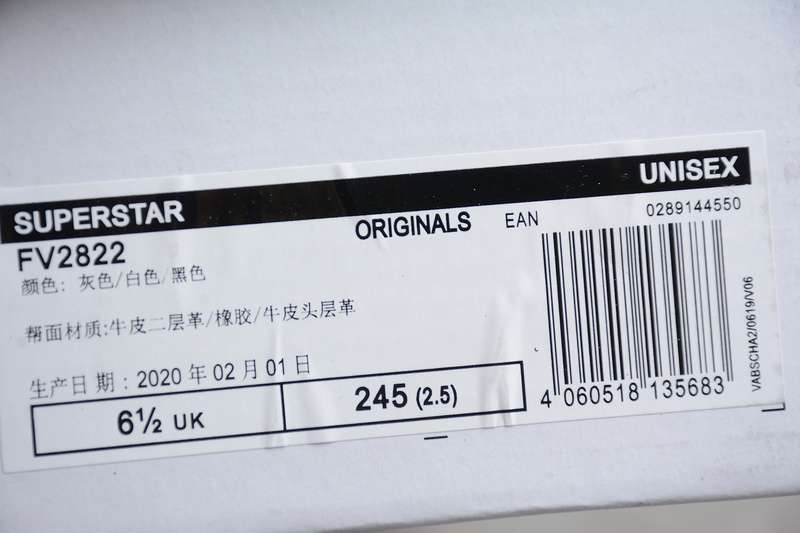 SUPERSTAR
UNISEX
FV2822
ORIGINALS
EAN
0289144550
颜色: 灰色/白色/黑色
帮面材质:牛皮二层革/橡胶/牛皮头层革
生产日期:2020 年 02 月 01 日
6½ UK
245 (2.5)
4 060518 135683
VABSCHA2/0619/V06